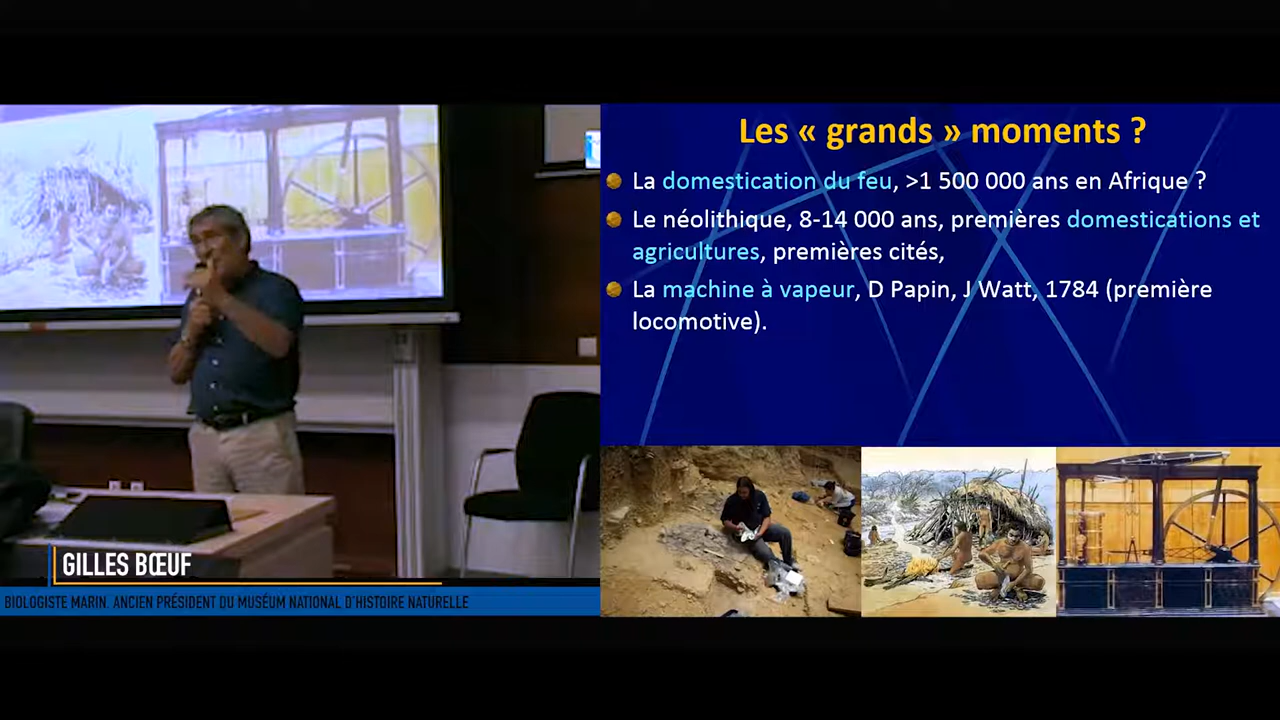 Les « grands » moments ?
La domestication du feu, >1 500 000 ans en Afrique ?
Le néolithique, 8-14 000 ans, premières domestications et
agricultures, premières cités,
La machine à vapeur, D Papin, J Watt, 1784 (première
locomotive).
GILLES BŒUF
BIOLOGISTE MARIN. ANCIEN PRÉSIDENT DU MUSÉUM NATIONAL D'HISTOIRE NATURELLE